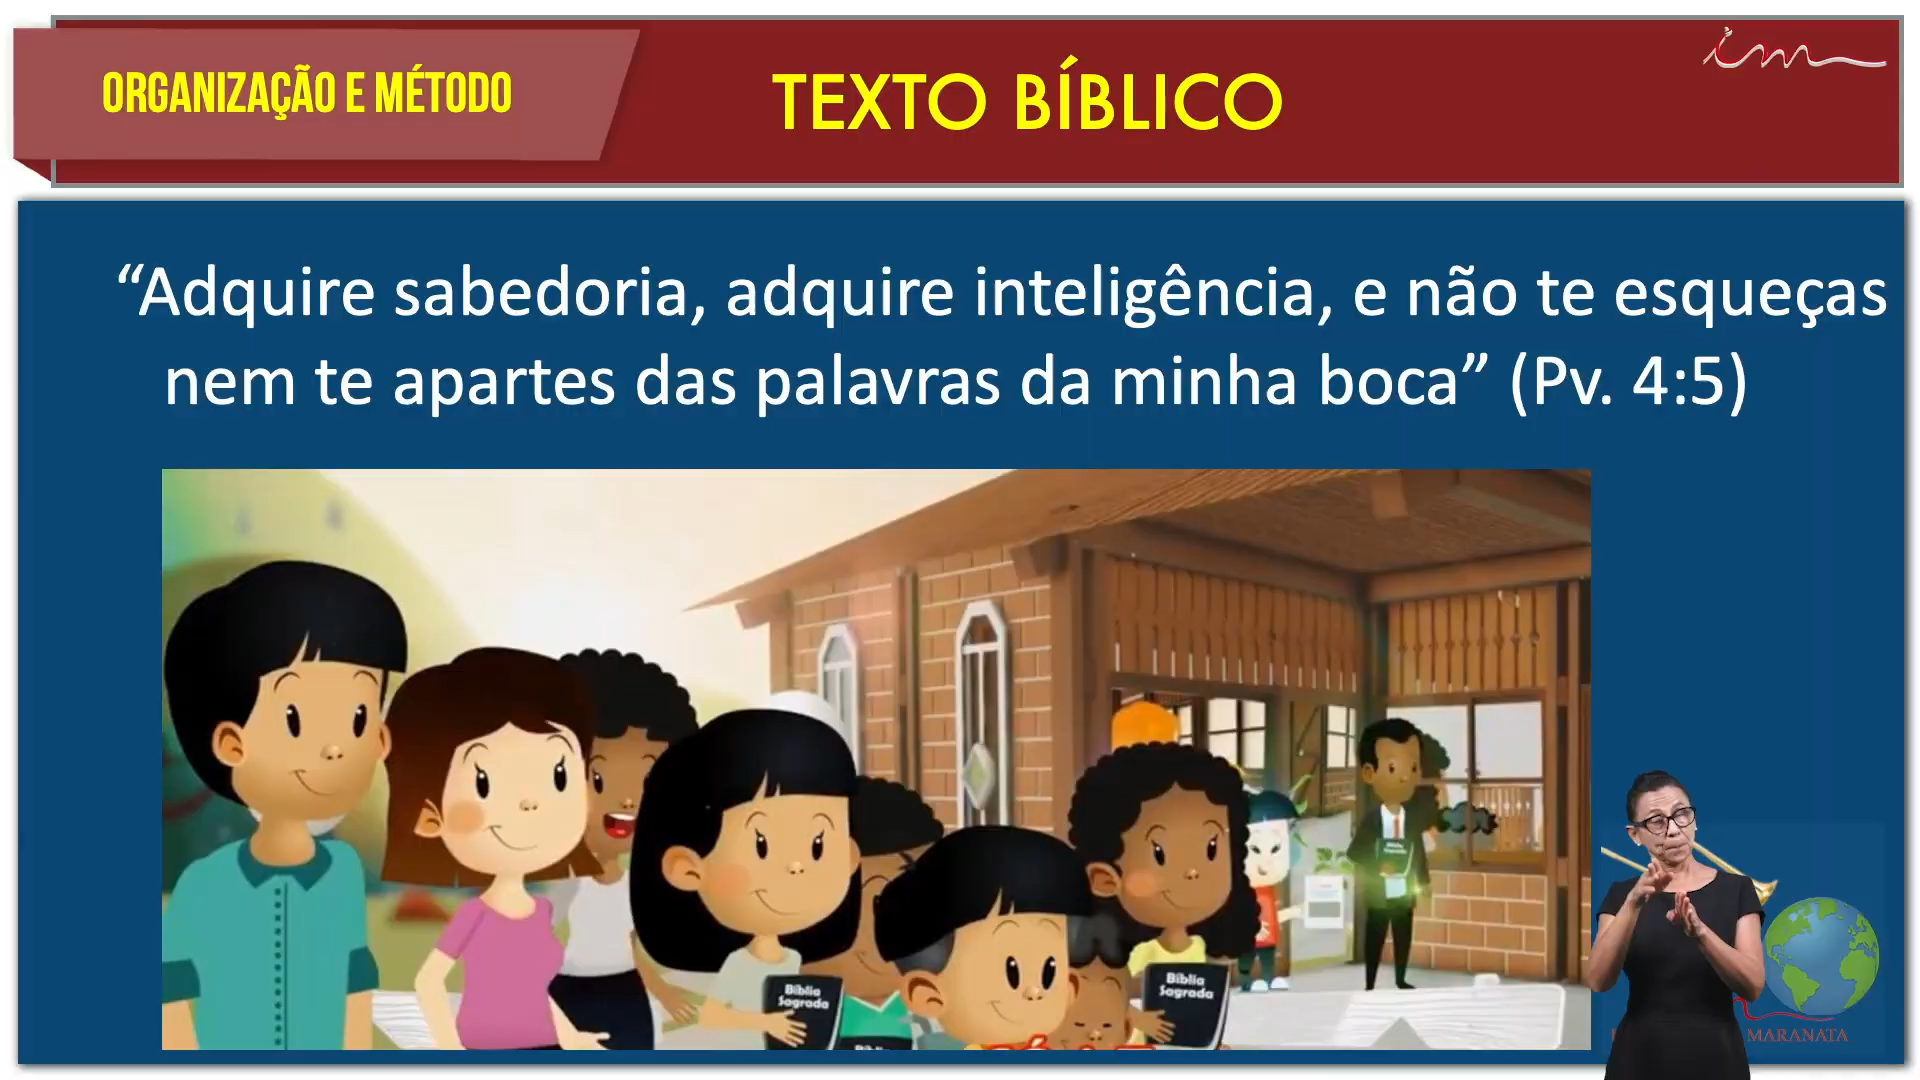 ORGANIZAÇÃO E MÉTODO
TEXTO BÍBLICO
“Adquire sabedoria, adquire inteligência, e não te esqueças
nem te apartes das palavras da minha boca” (Pv. 4:5)
Bíblia
Sagrada
Bíblia
Sagrada
MARANATA